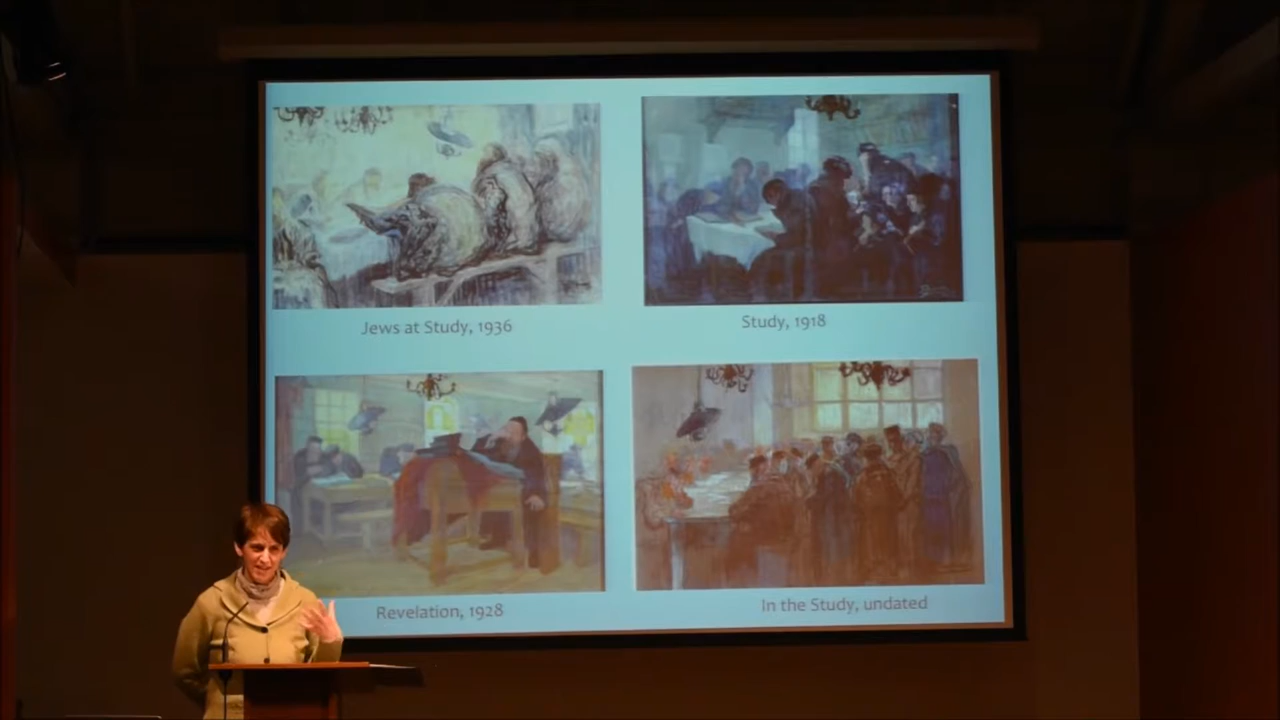 Jews at Study, 1936
Study, 1918
Revelation, 1928
In the Study, undated